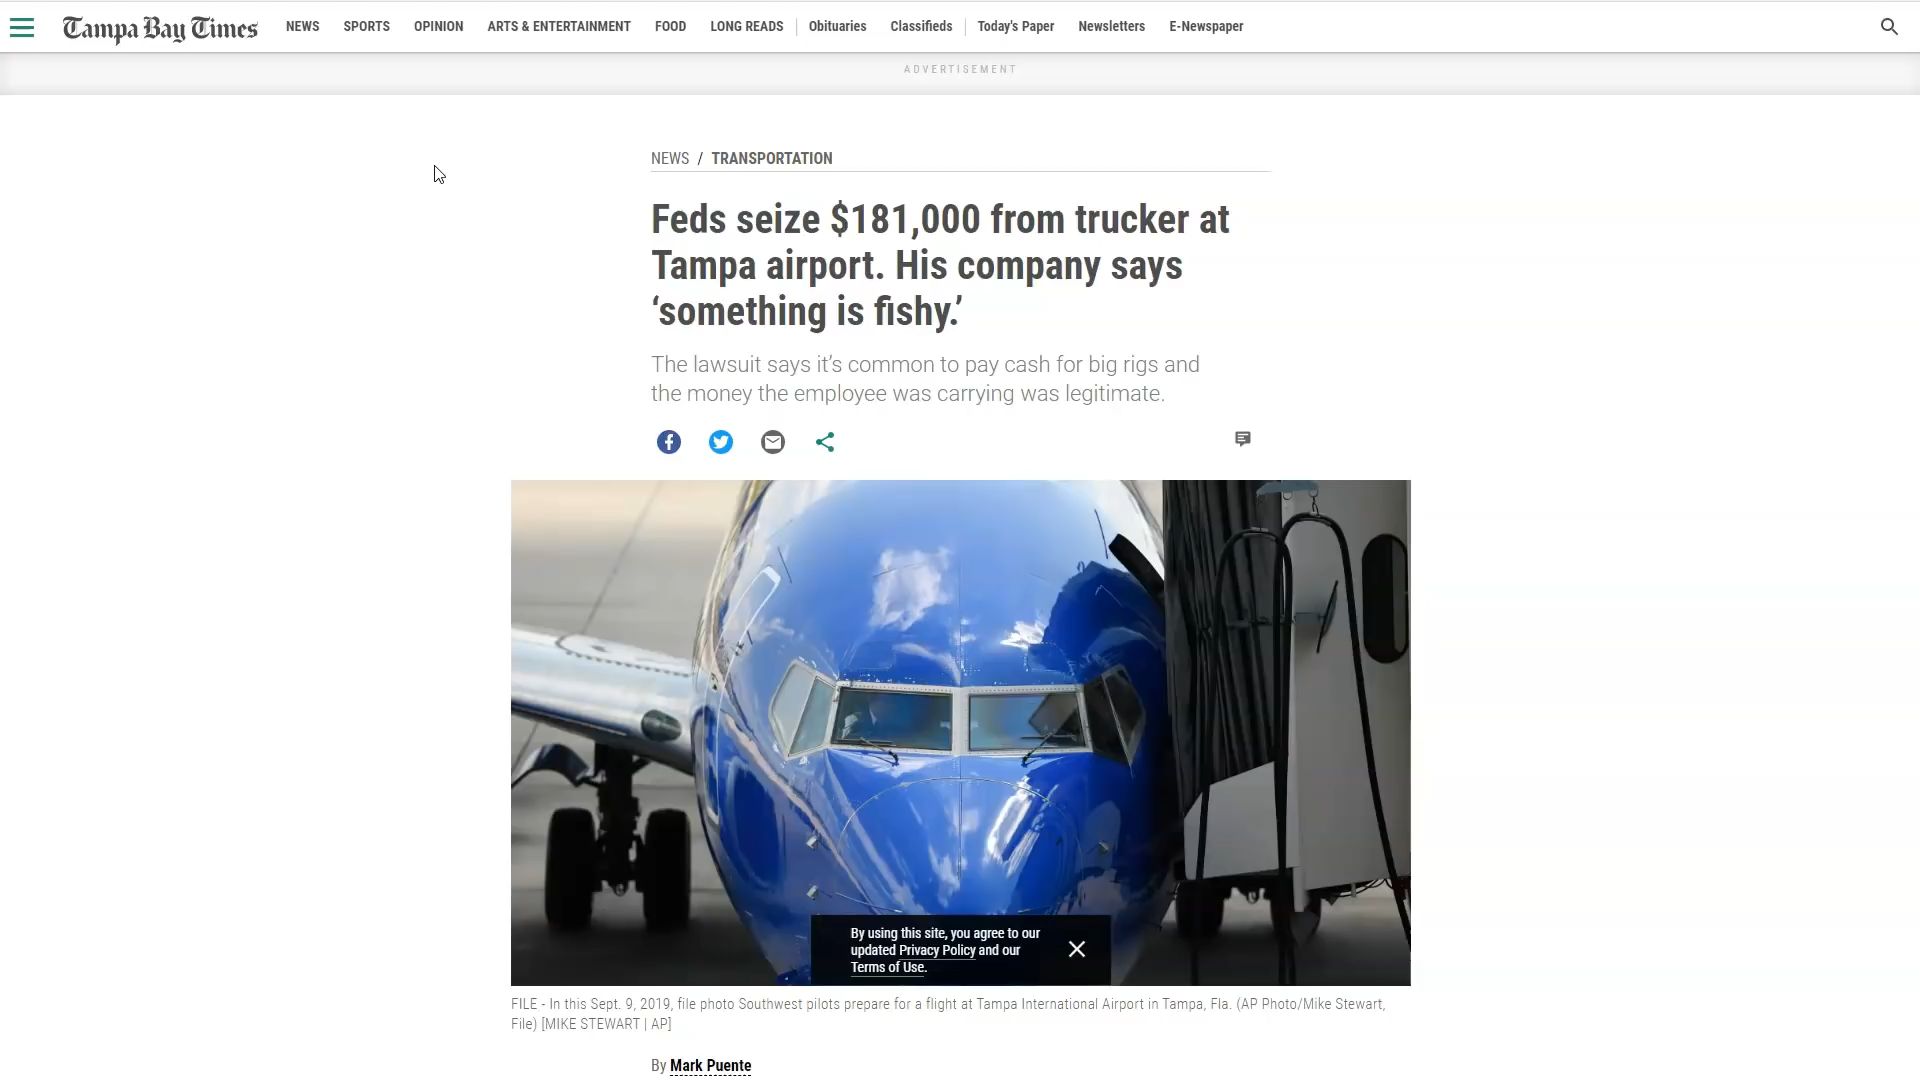 Tampa Bay Times
NEWS
SPORTS
OPINION
ARTS & ENTERTAINMENT
FOOD
LONG READS
Obituaries
Classifieds
Today's Paper
Newsletters
E-Newspaper
ADVERTISEMENT
NEWS / TRANSPORTATION
Feds seize $181,000 from trucker at
Tampa airport. His company says
‘something is fishy.’
The lawsuit says it’s common to pay cash for big rigs and
the money the employee was carrying was legitimate.
By using this site, you agree to our
updated Privacy Policy and our
Terms of Use.
FILE - In this Sept. 9, 2019, file photo Southwest pilots prepare for a flight at Tampa International Airport in Tampa, Fla. (AP Photo/Mike Stewart,
File) [MIKE STEWART | AP]
By Mark Puente